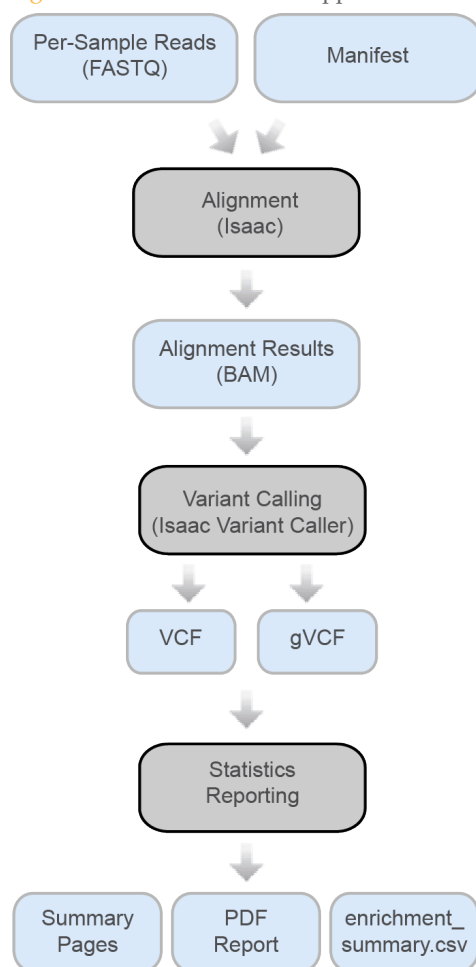 Per-Sample Reads
(FASTQ)
Manifest
Alignment
(Isaac)
Alignment Results
(BAM)
Variant Calling
(Isaac Variant Caller)
VCF
gVCF
Statistics
Reporting
Summary
Pages
PDF
Report
enrichment_
summary.csv